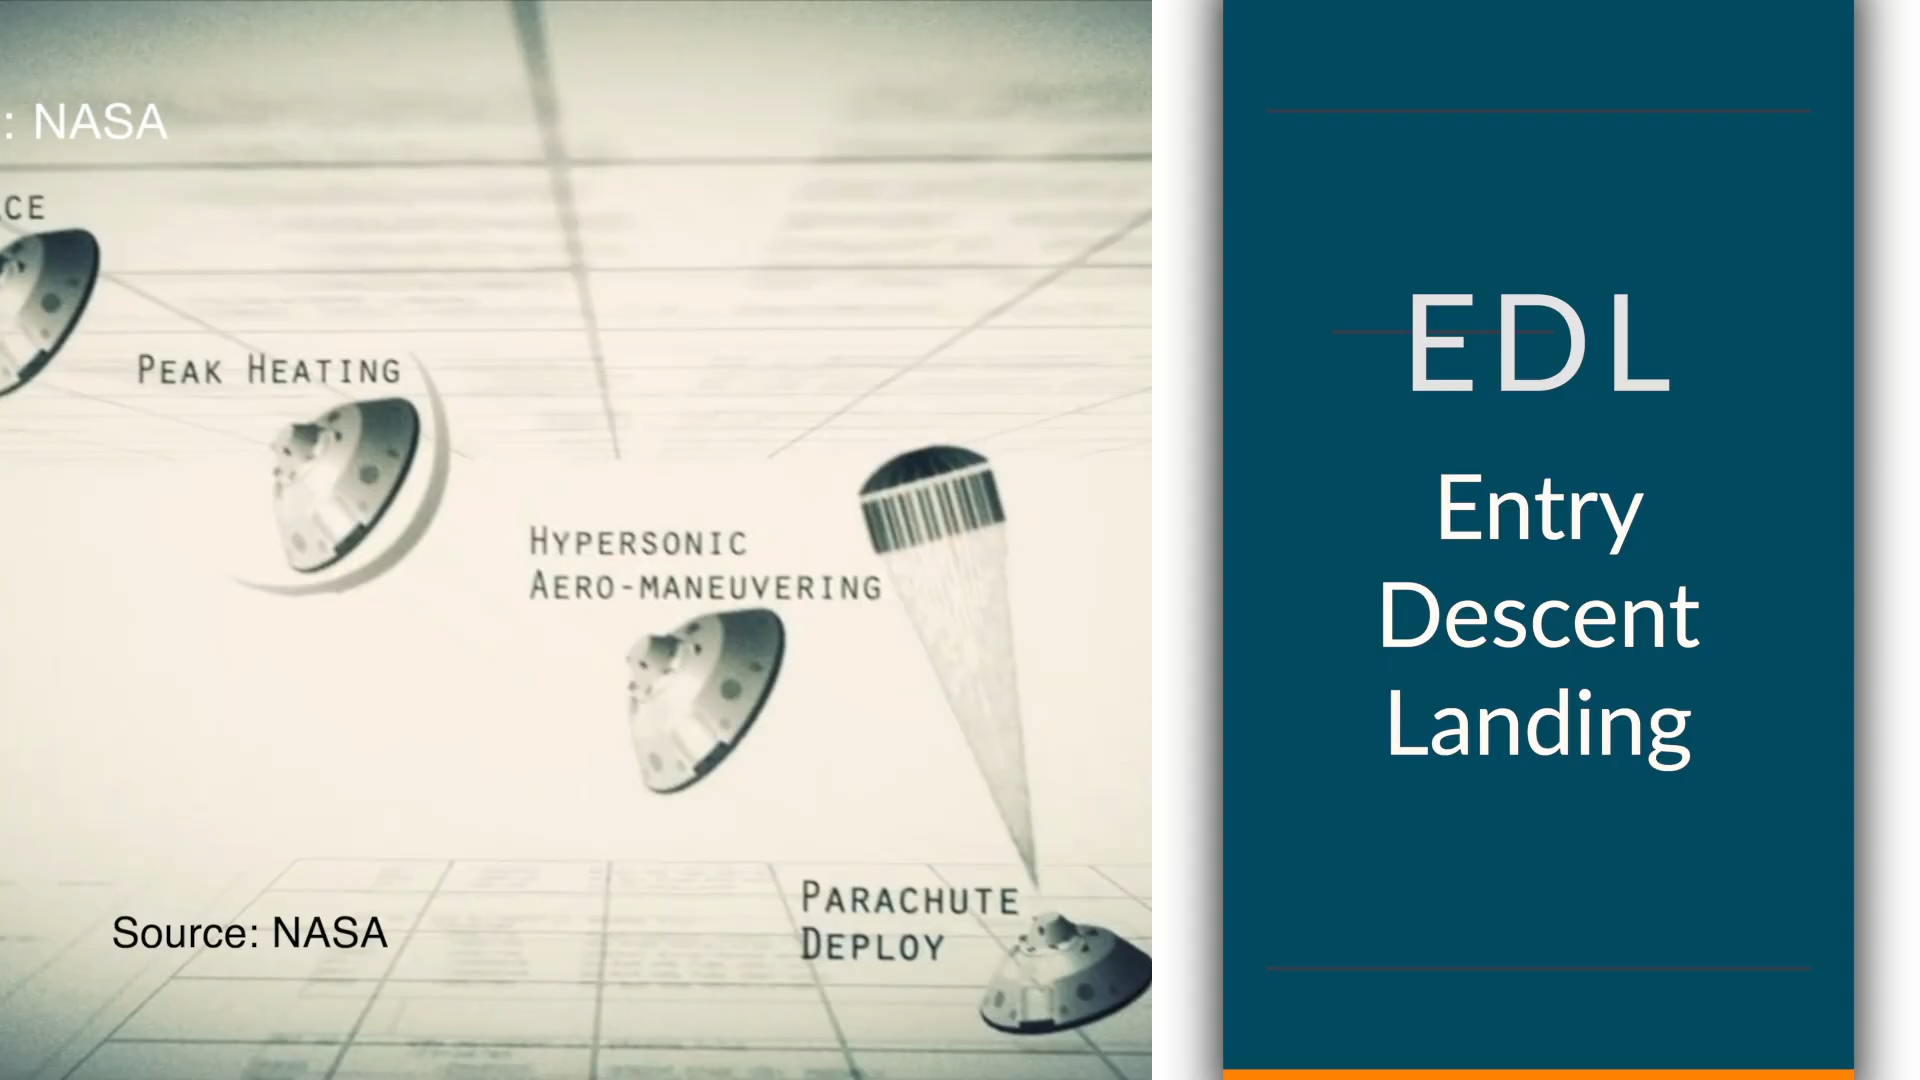 : NASA
CE
PEAK HEATING
HYPERSONIC
AERO-MANEUVERING
PARACHUTE
DEPLOY
Source: NASA
EDL
Entry
Descent
Landing